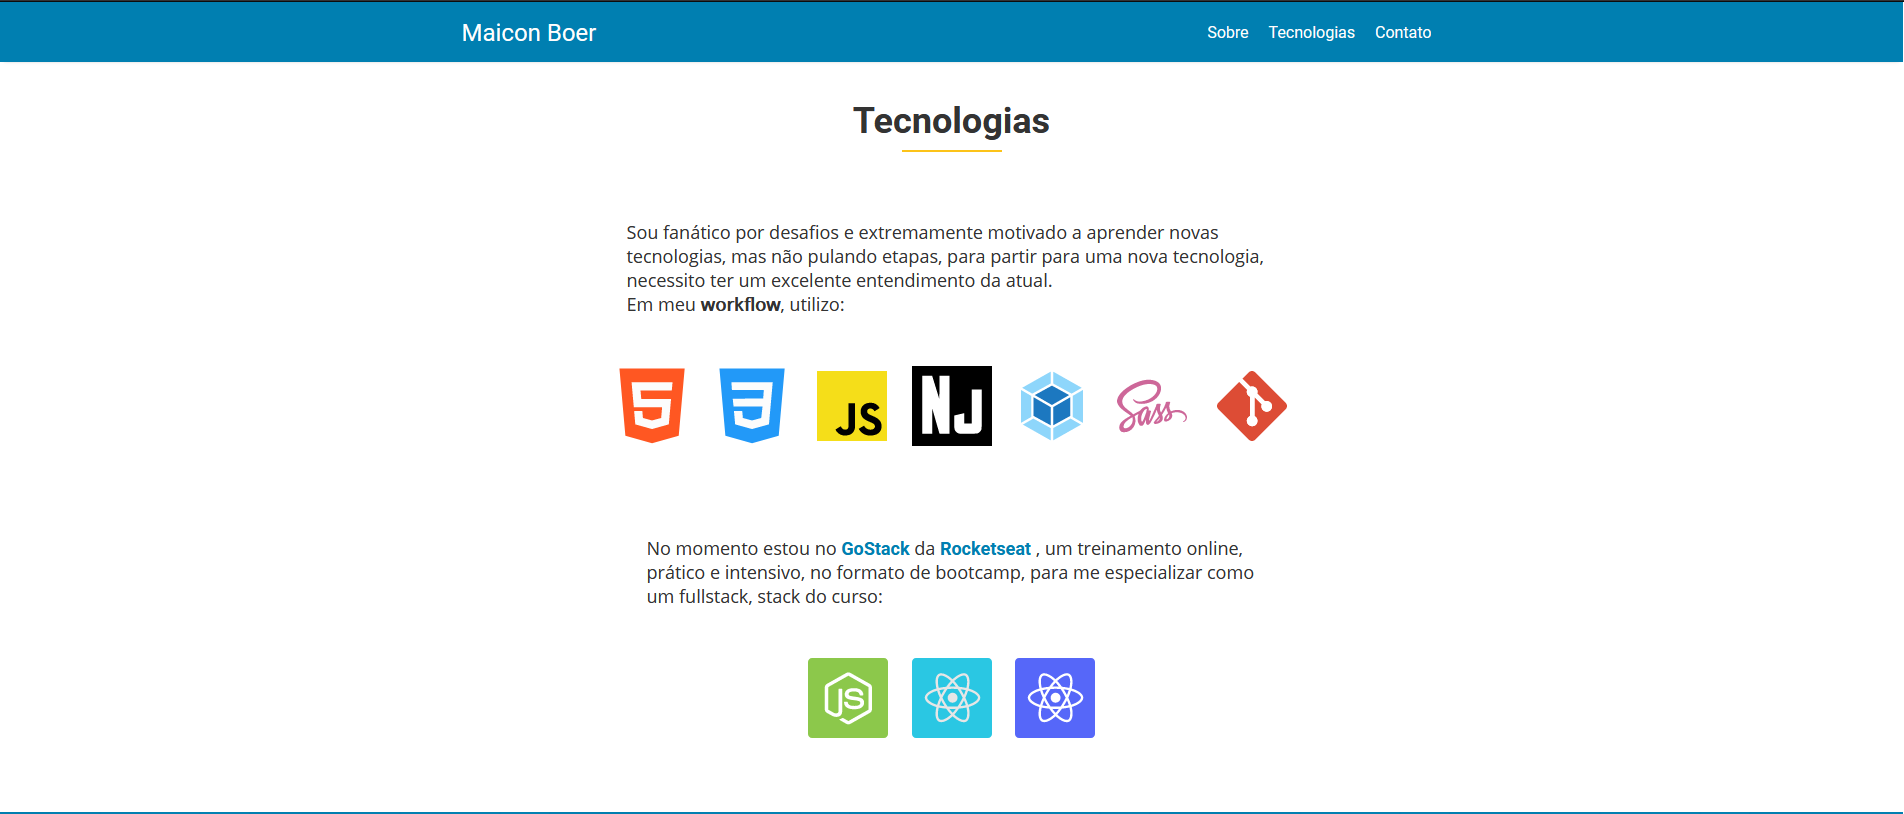 Maicon Boer
Sobre Tecnologias Contato
Tecnologias
Sou fanático por desafios e extremamente motivado a aprender novas
tecnologias, mas não pulando etapas, para partir para uma nova tecnologia,
necessito ter um excelente entendimento da atual.
Em meu workflow, utilizo:
5
3
JS
NJ
Sass
No momento estou no GoStack da Rocketseat , um treinamento online,
prático e intensivo, no formato de bootcamp, para me especializar como
um fullstack, stack do curso:
JS